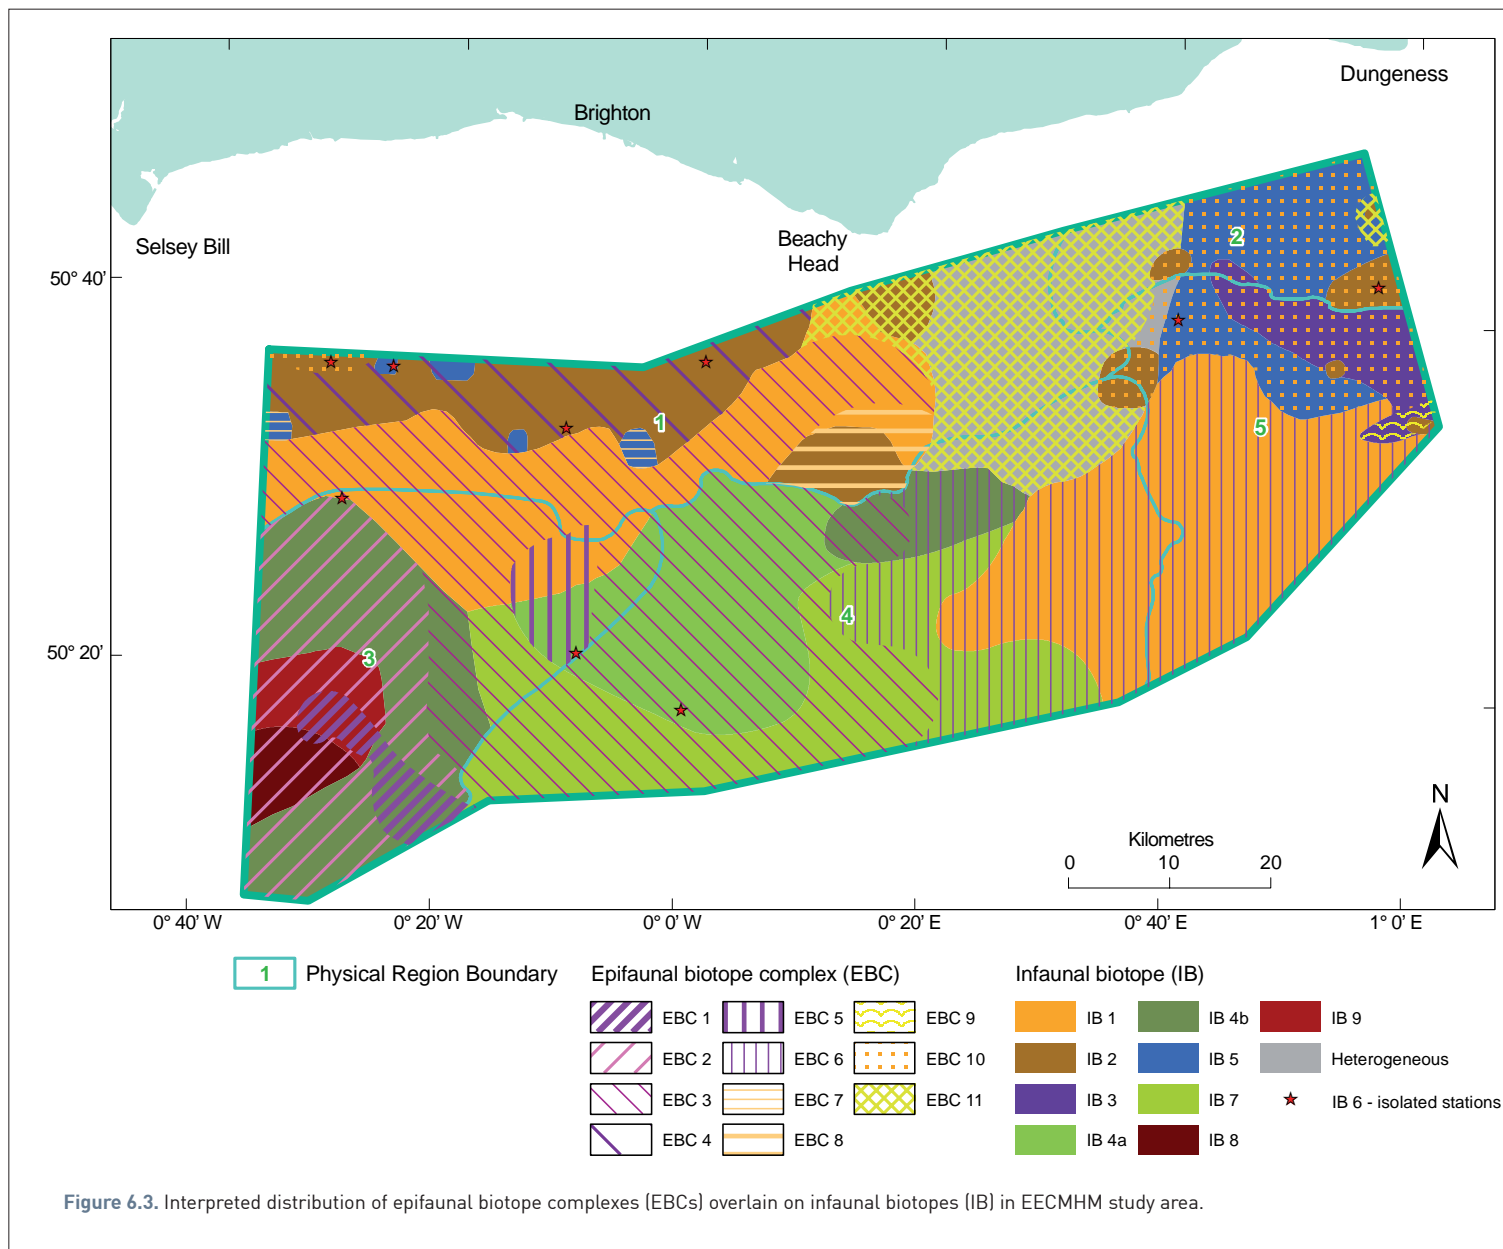 Dungeness
Brighton
Selsey Bill
Beachy
Head
50° 40'
50° 20'
1
2
3
4
5
N
Kilometres
0 10 20
0° 40' W 0° 20' W 0° 0' W 0° 20' E 0° 40' E 1° 0' E
1 Physical Region Boundary
Epifaunal biotope complex (EBC)
EBC 1 EBC 5 EBC 9
EBC 2 EBC 6 EBC 10
EBC 3 EBC 7 EBC 11
EBC 4 EBC 8
Infaunal biotope (IB)
IB 1 IB 4b IB 9
IB 2 IB 5 Heterogeneous
IB 3 IB 7 IB 6 - isolated stations
IB 4a IB 8
Figure 6.3. Interpreted distribution of epifaunal biotope complexes (EBCs) overlain on infaunal biotopes (IB) in EECMHM study area.